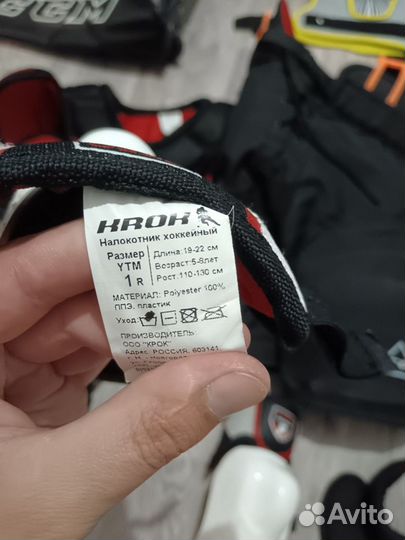 CCM
KROK
Налокотник хоккейный
Размер
YTM
1 R
Длина:19-22 см
Возраст:5-8лет
Рост:110-130 см
МАТЕРИАЛ: Polyester 100%
ППЭ, пластик
Уход:
ПРОИЗВОДИТЕЛЬ:
ООО "КРОК"
Адрес: РОССИЯ, 603141,
Avito